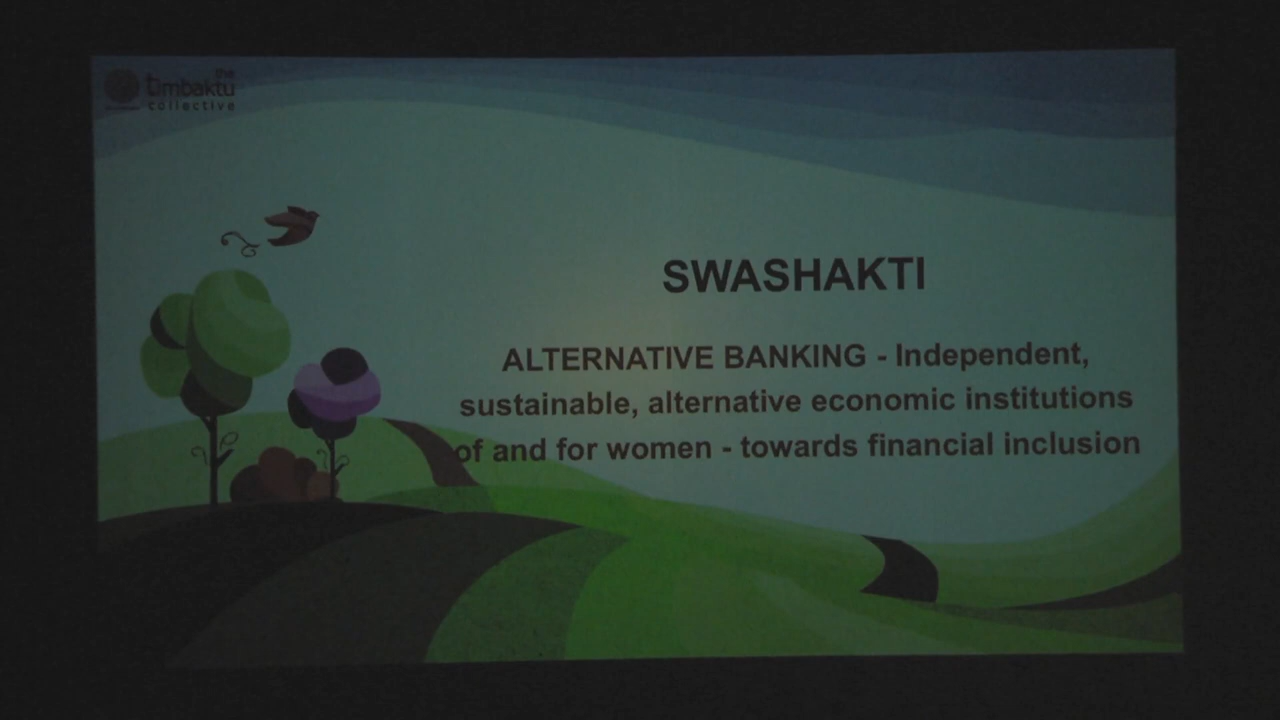 the
timbaktu
collective
SWASHAKTI
ALTERNATIVE BANKING - Independent,
sustainable, alternative economic institutions
of and for women - towards financial inclusion